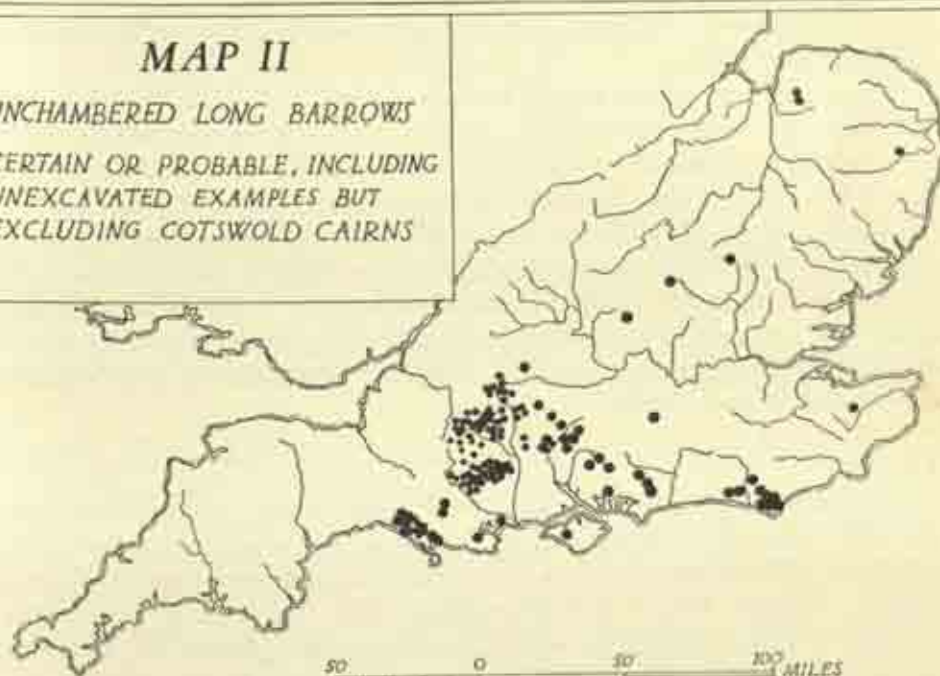 MAP II
UNCHAMBERED LONG BARROWS
CERTAIN OR PROBABLE, INCLUDING
UNEXCAVATED EXAMPLES BUT
EXCLUDING COTSWOLD CAIRNS
50 0 50 100 MILES